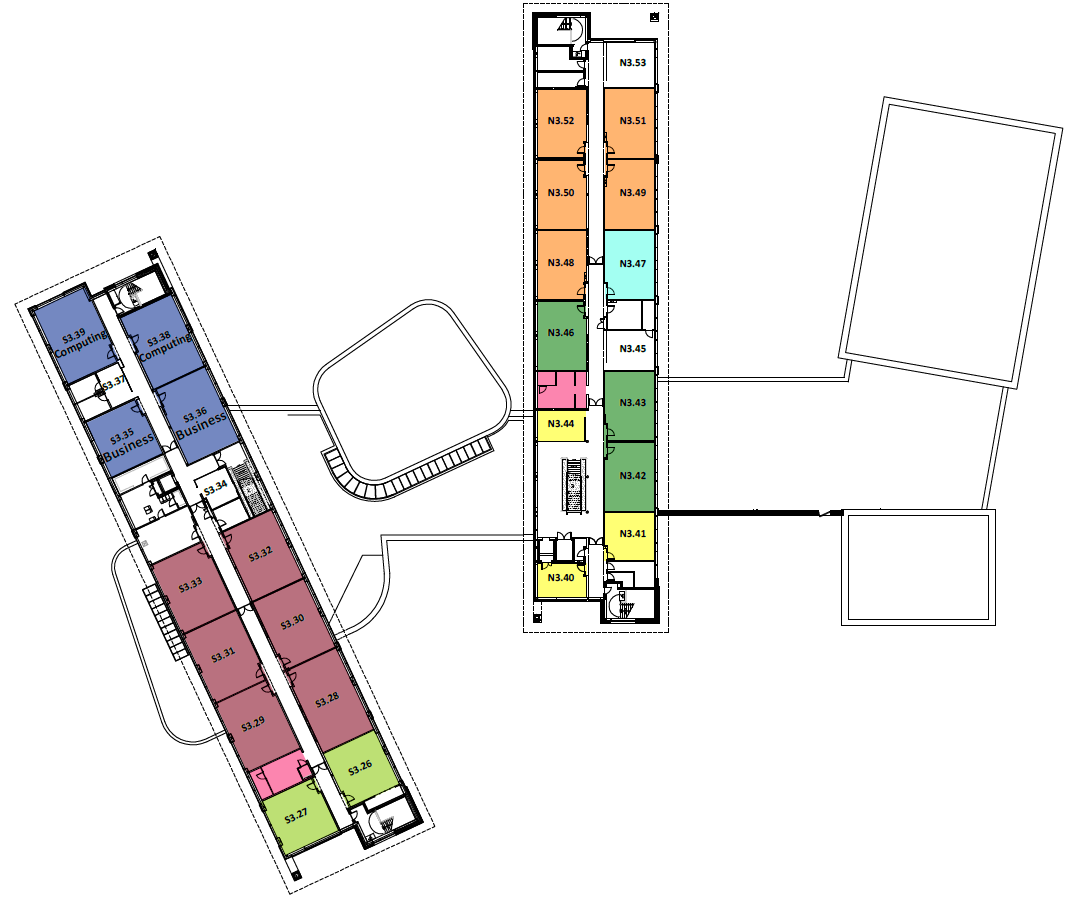 N3.53
N3.52
N3.51
N3.50
N3.49
N3.48
N3.47
N3.46
N3.45
N3.44
N3.43
N3.42
N3.41
N3.40
S3.39
Computing
S3.38
Computing
S3.37
S3.36
Business
S3.35
Business
S3.34
S3.33
S3.32
S3.31
S3.30
S3.29
S3.28
S3.27
S3.26